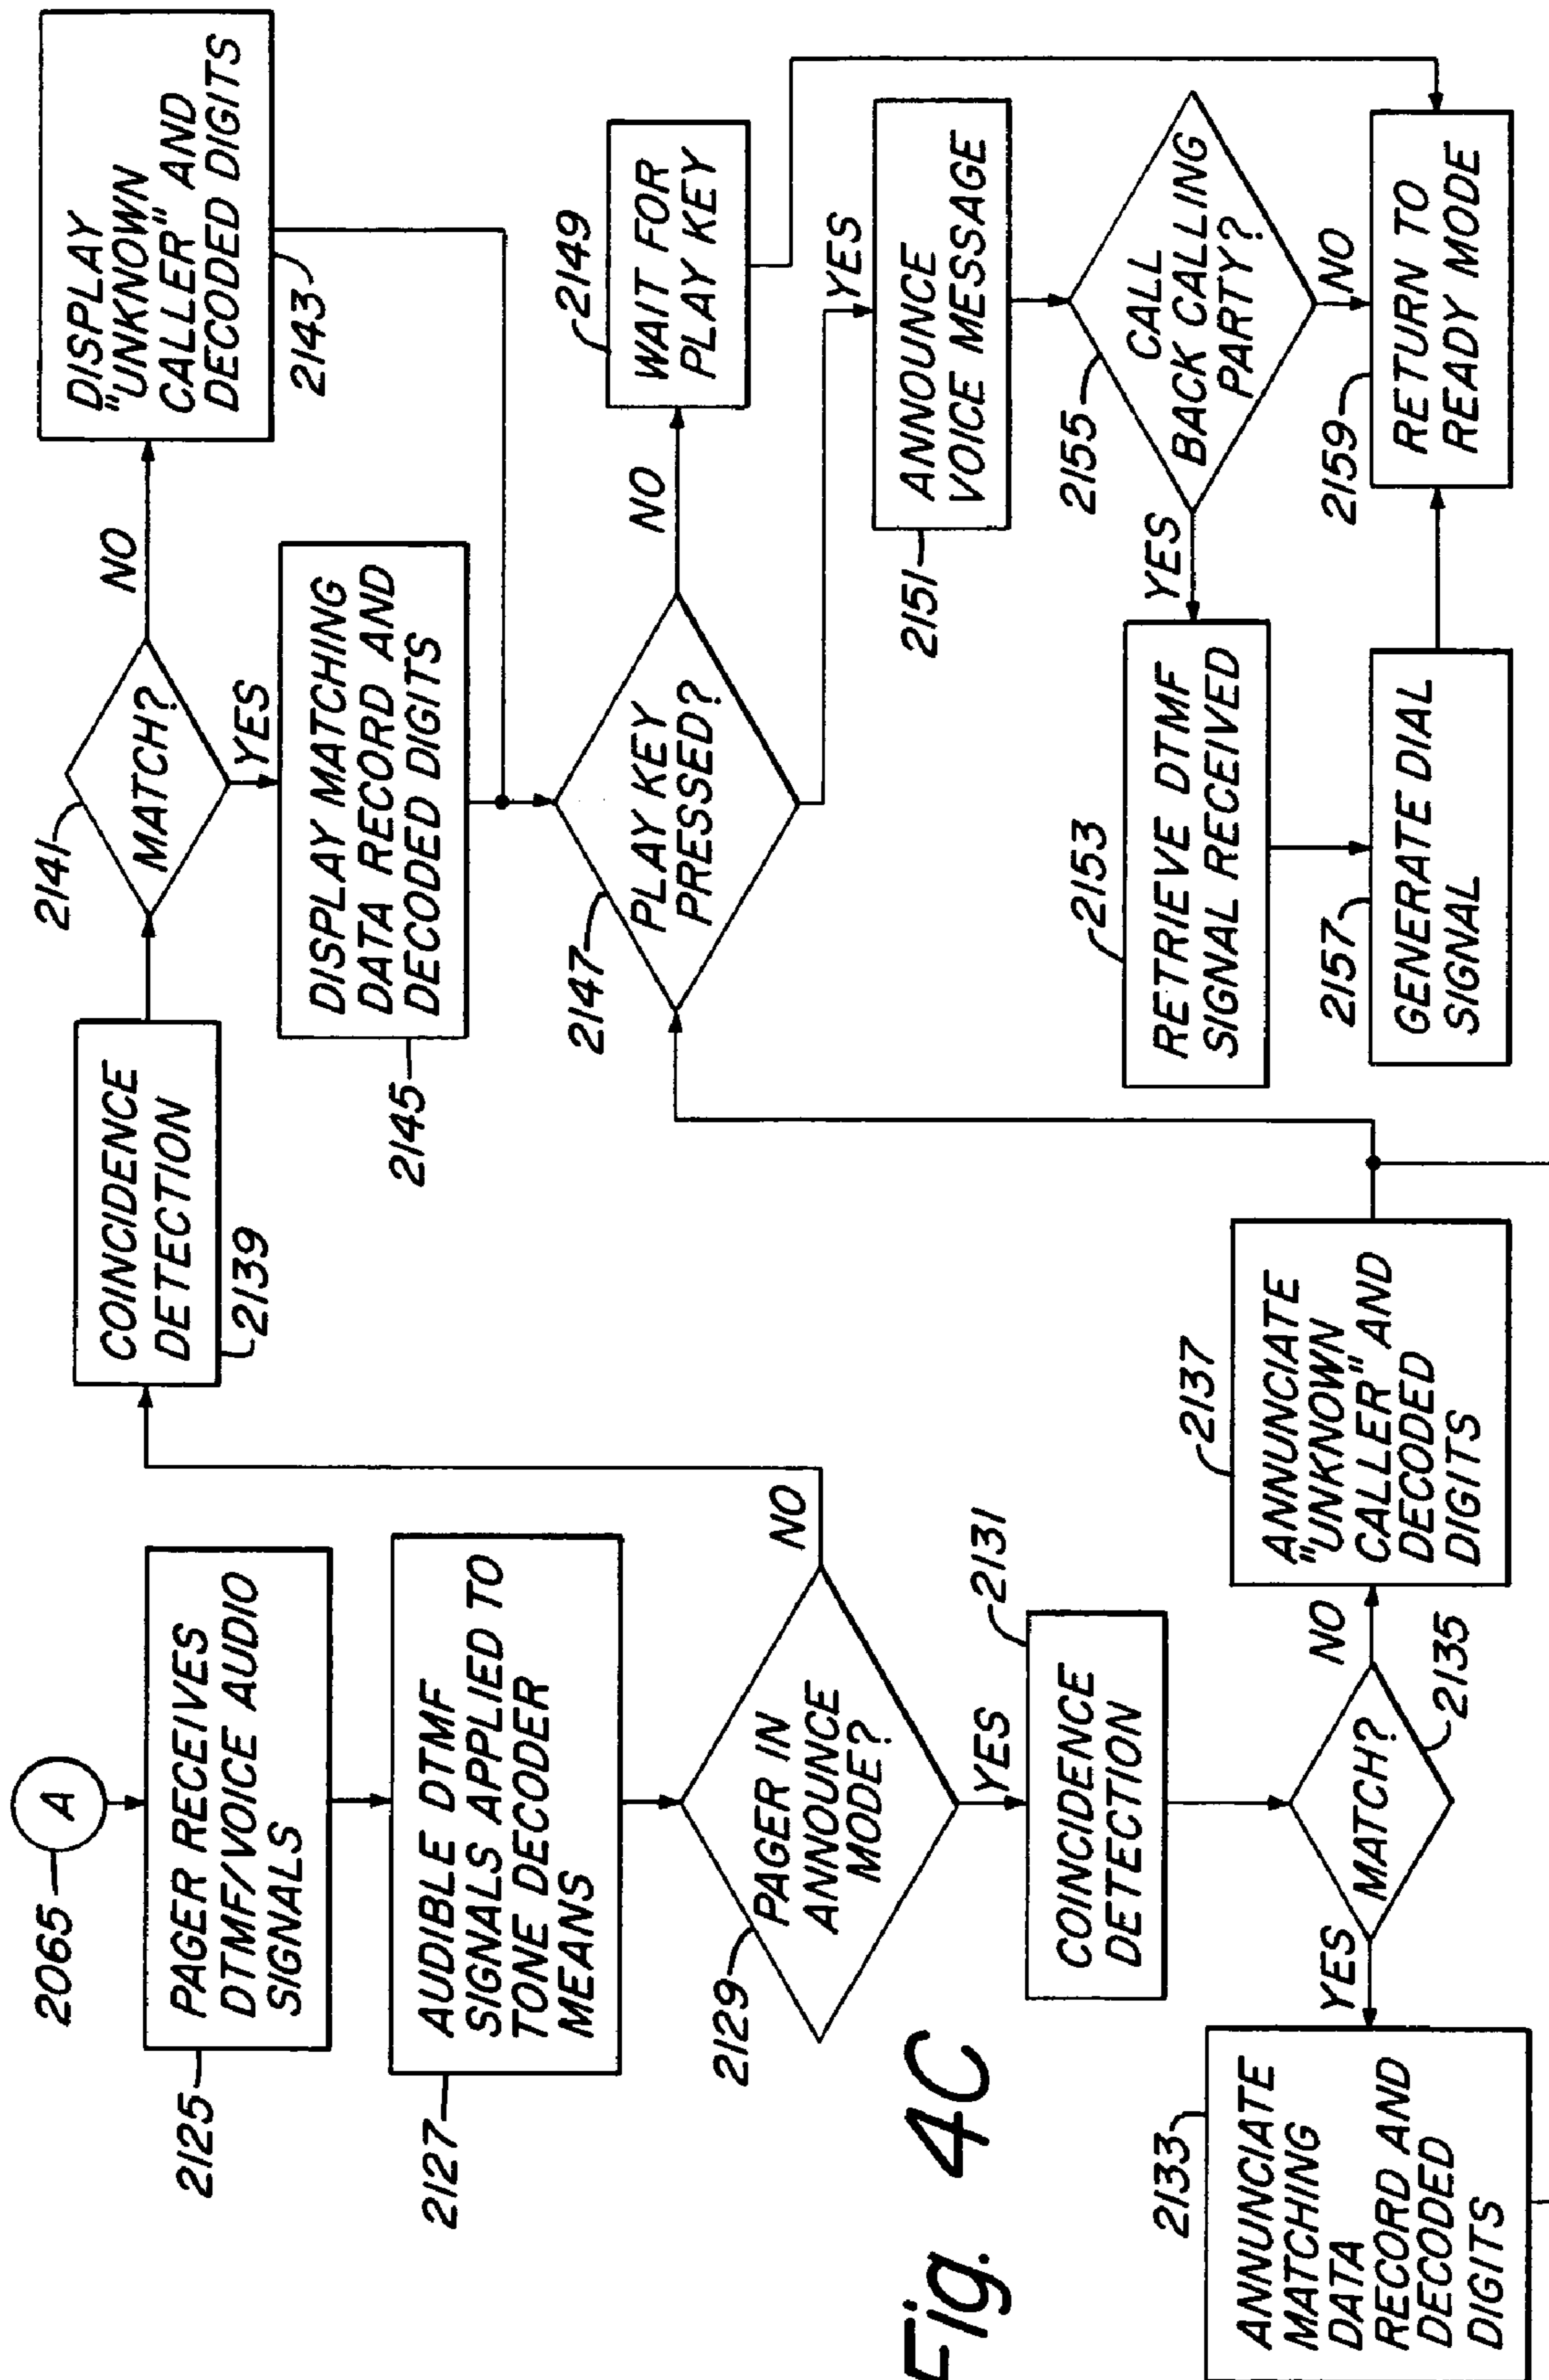 2065
A
2125
PAGER RECEIVES
DTMF/VOICE AUDIO
SIGNALS
2127
AUDIBLE DTMF
SIGNALS APPLIED TO
TONE DECODER
MEANS
2129
PAGER IN
ANNOUNCE
MODE?
NO
YES
2131
COINCIDENCE
DETECTION
MATCH?
2135
YES
NO
2133
ANNUNCIATE
MATCHING
DATA
RECORD AND
DECODED
DIGITS
2137
ANNUNCIATE
"UNKNOWN
CALLER" AND
DECODED
DIGITS
COINCIDENCE
DETECTION
2139
2141
MATCH?
NO
YES
DISPLAY
"UNKNOWN
CALLER" AND
DECODED DIGITS
2143
DISPLAY MATCHING
DATA RECORD AND
DECODED DIGITS
2145
2147
PLAY KEY
PRESSED?
NO
YES
2149
WAIT FOR
PLAY KEY
2151
ANNOUNCE
VOICE MESSAGE
2155
CALL
BACK CALLING
PARTY?
YES
NO
2153
RETRIEVE DTMF
SIGNAL RECEIVED
2157
GENERATE DIAL
SIGNAL
2159
RETURN TO
READY MODE
Fig. 4C